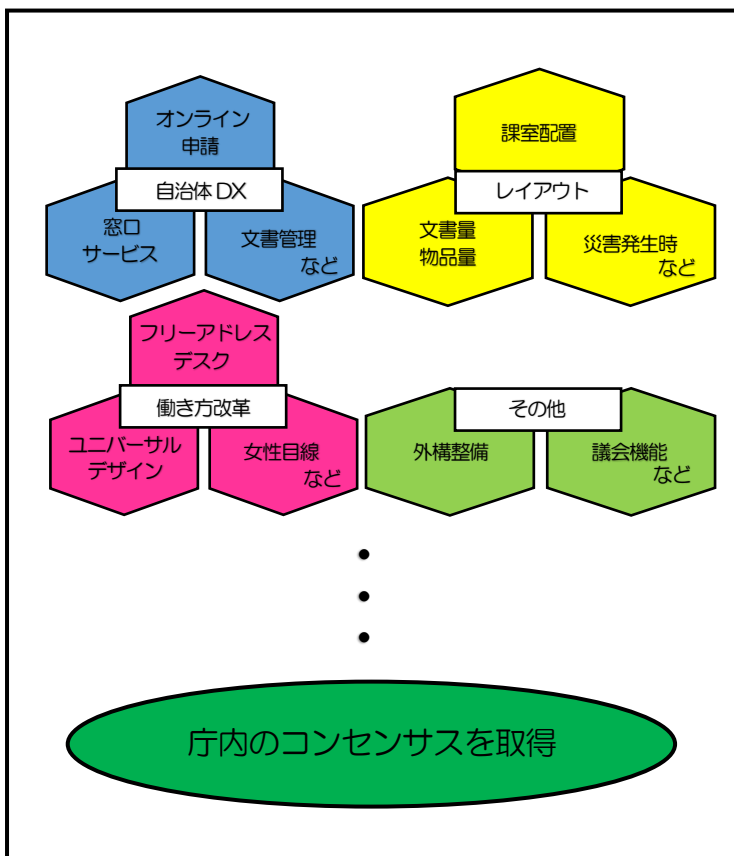 オンライン
申請
自治体DX
窓口
サービス
文書管理
など
課室配置
レイアウト
文書量
物品量
災害発生時
など
フリーアドレス
デスク
働き方改革
ユニバーサル
デザイン
女性目線
など
その他
外構整備
議会機能
など
庁内のコンセンサスを取得